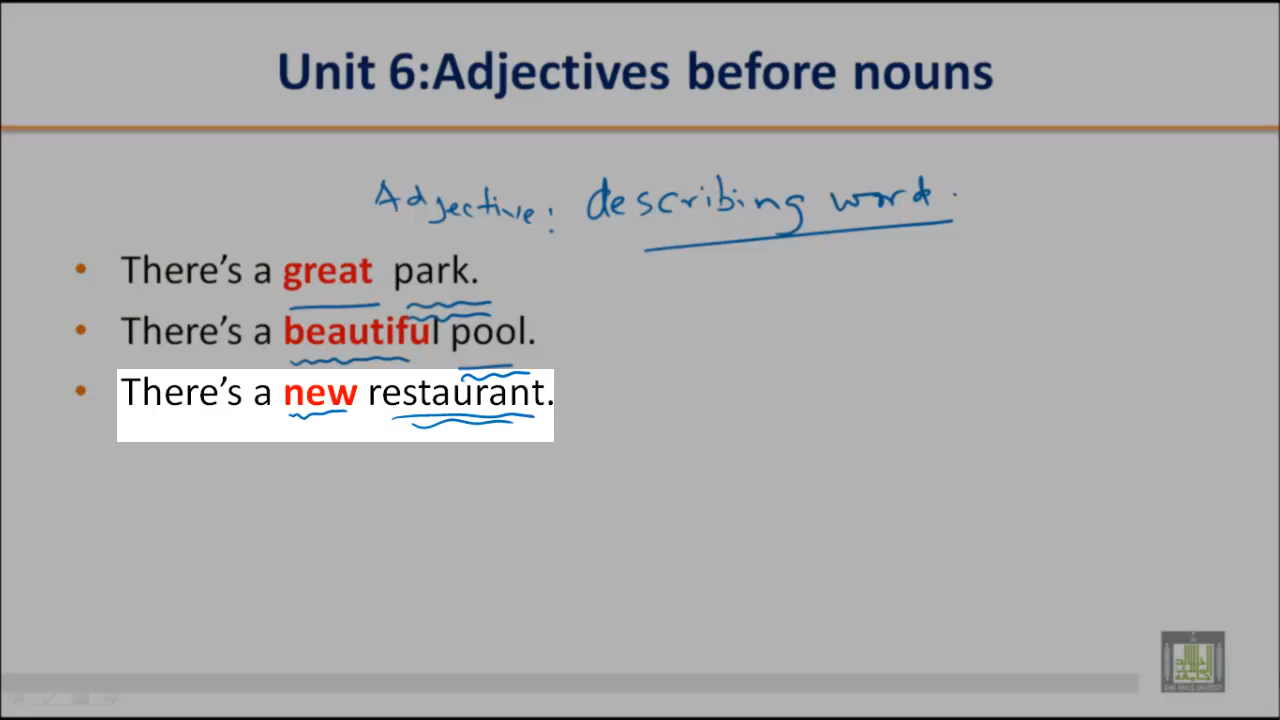 Unit 6:Adjectives before nouns
Adjective: describing word.
• There's a great park.
• There's a beautiful pool.
• There's a new restaurant.